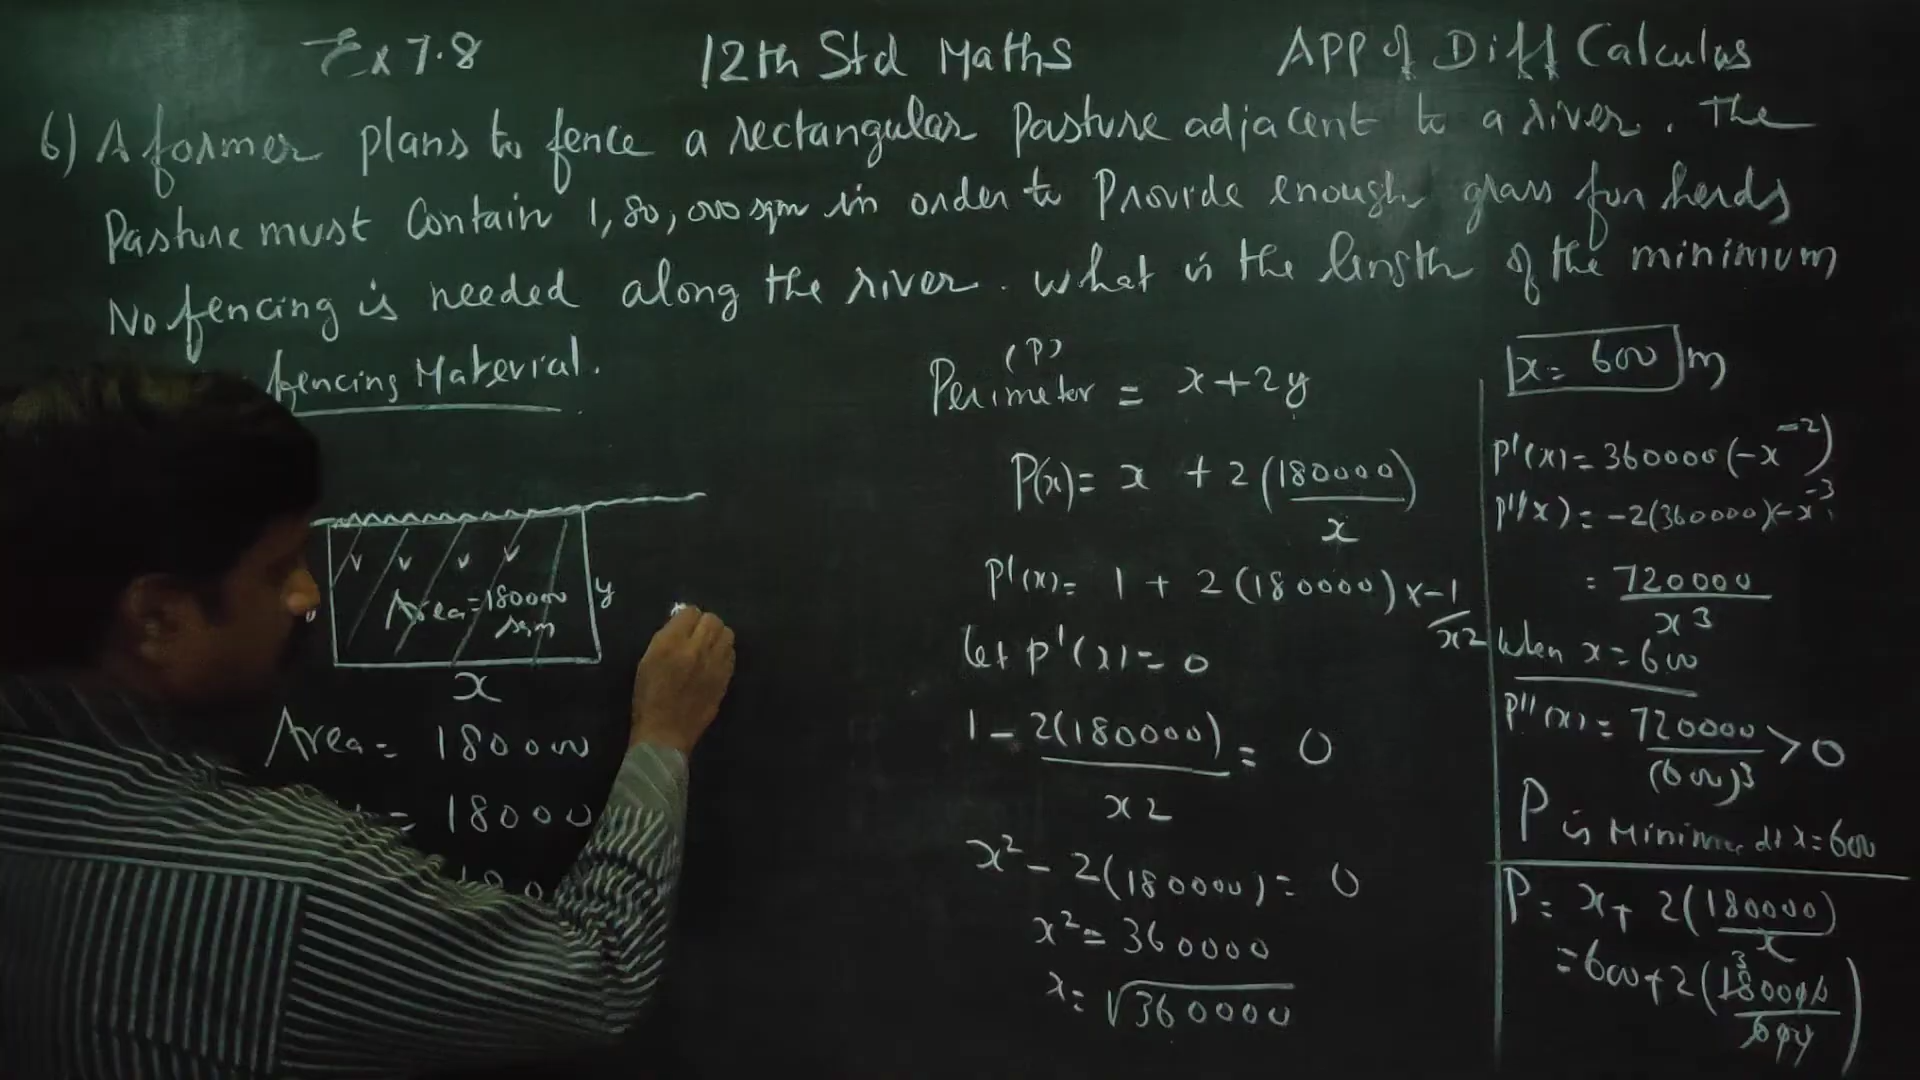 Ex 7.8 12th Std Maths APP of Diff Calculus
6) A former plans to fence a rectangular Pasture adjacent to a river. The
Pasture must Contain 1,80,000 sqm in order to Provide enough grass for herds
No fencing is needed along the river. What is the length of the minimum
fencing Material.
Area = 180000
sqm
y
x
Area = 180000
= 180000
Perimeter (P) = x+2y
P(x) = x + 2(180000/x)
P'(x) = 1 + 2(180000) x -1/x2
Let P'(x) = 0
1 - 2(180000)/x2 = 0
x² - 2(180000) = 0
x² = 360000
x = √360000
x = 600 m
P'(x) = 360000(-x⁻²)
P''(x) = -2(360000)x-x⁻³
= 720000/x3
When x = 600
P''(x) = 720000/(600)³ > 0
P is Minimum at x = 600
P = x + 2(180000/x)
= 600 + 2(180000/600)